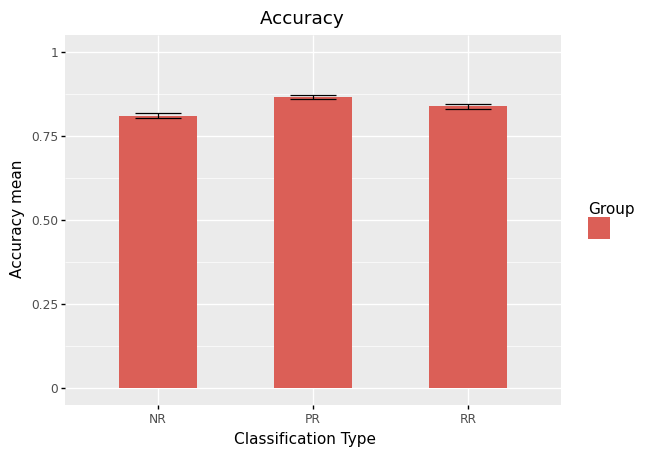 Accuracy
1
0.75
0.50
0.25
0
Accuracy mean
NR PR RR
Classification Type
Group